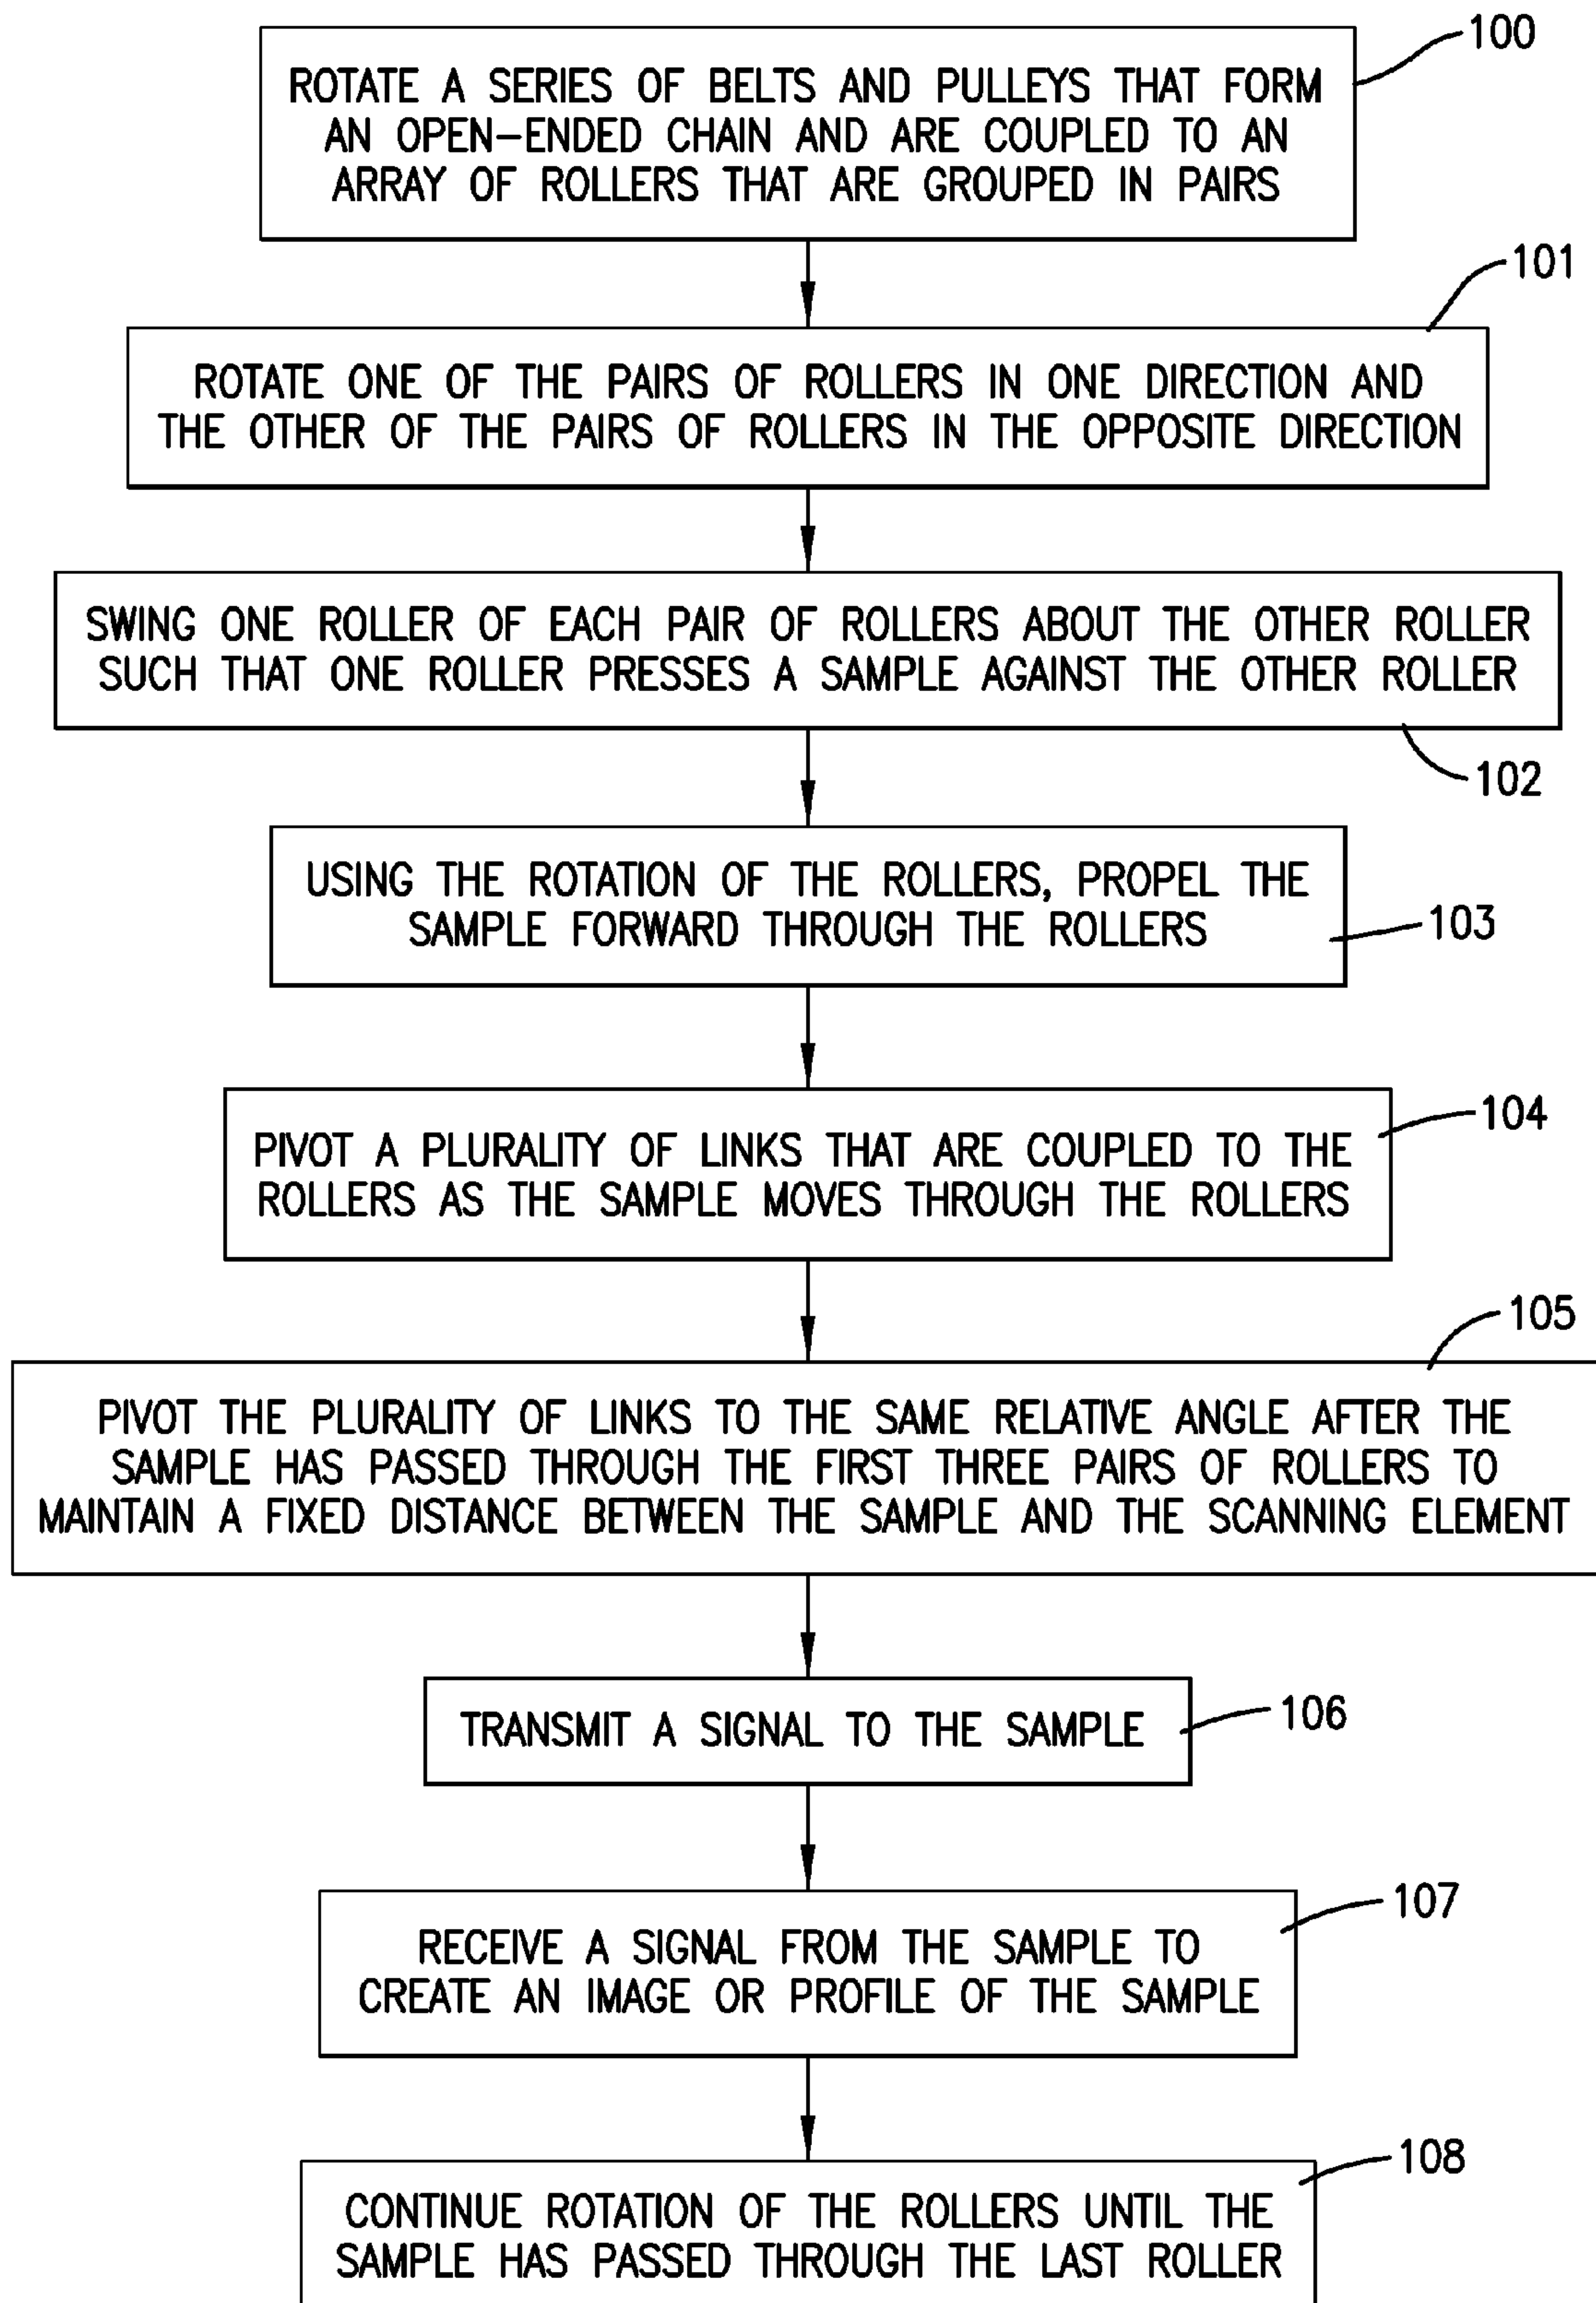 100
ROTATE A SERIES OF BELTS AND PULLEYS THAT FORM
AN OPEN-ENDED CHAIN AND ARE COUPLED TO AN
ARRAY OF ROLLERS THAT ARE GROUPED IN PAIRS
101
ROTATE ONE OF THE PAIRS OF ROLLERS IN ONE DIRECTION AND
THE OTHER OF THE PAIRS OF ROLLERS IN THE OPPOSITE DIRECTION
SWING ONE ROLLER OF EACH PAIR OF ROLLERS ABOUT THE OTHER ROLLER
SUCH THAT ONE ROLLER PRESSES A SAMPLE AGAINST THE OTHER ROLLER
102
USING THE ROTATION OF THE ROLLERS, PROPEL THE
SAMPLE FORWARD THROUGH THE ROLLERS
103
104
PIVOT A PLURALITY OF LINKS THAT ARE COUPLED TO THE
ROLLERS AS THE SAMPLE MOVES THROUGH THE ROLLERS
105
PIVOT THE PLURALITY OF LINKS TO THE SAME RELATIVE ANGLE AFTER THE
SAMPLE HAS PASSED THROUGH THE FIRST THREE PAIRS OF ROLLERS TO
MAINTAIN A FIXED DISTANCE BETWEEN THE SAMPLE AND THE SCANNING ELEMENT
106
TRANSMIT A SIGNAL TO THE SAMPLE
107
RECEIVE A SIGNAL FROM THE SAMPLE TO
CREATE AN IMAGE OR PROFILE OF THE SAMPLE
108
CONTINUE ROTATION OF THE ROLLERS UNTIL THE
SAMPLE HAS PASSED THROUGH THE LAST ROLLER